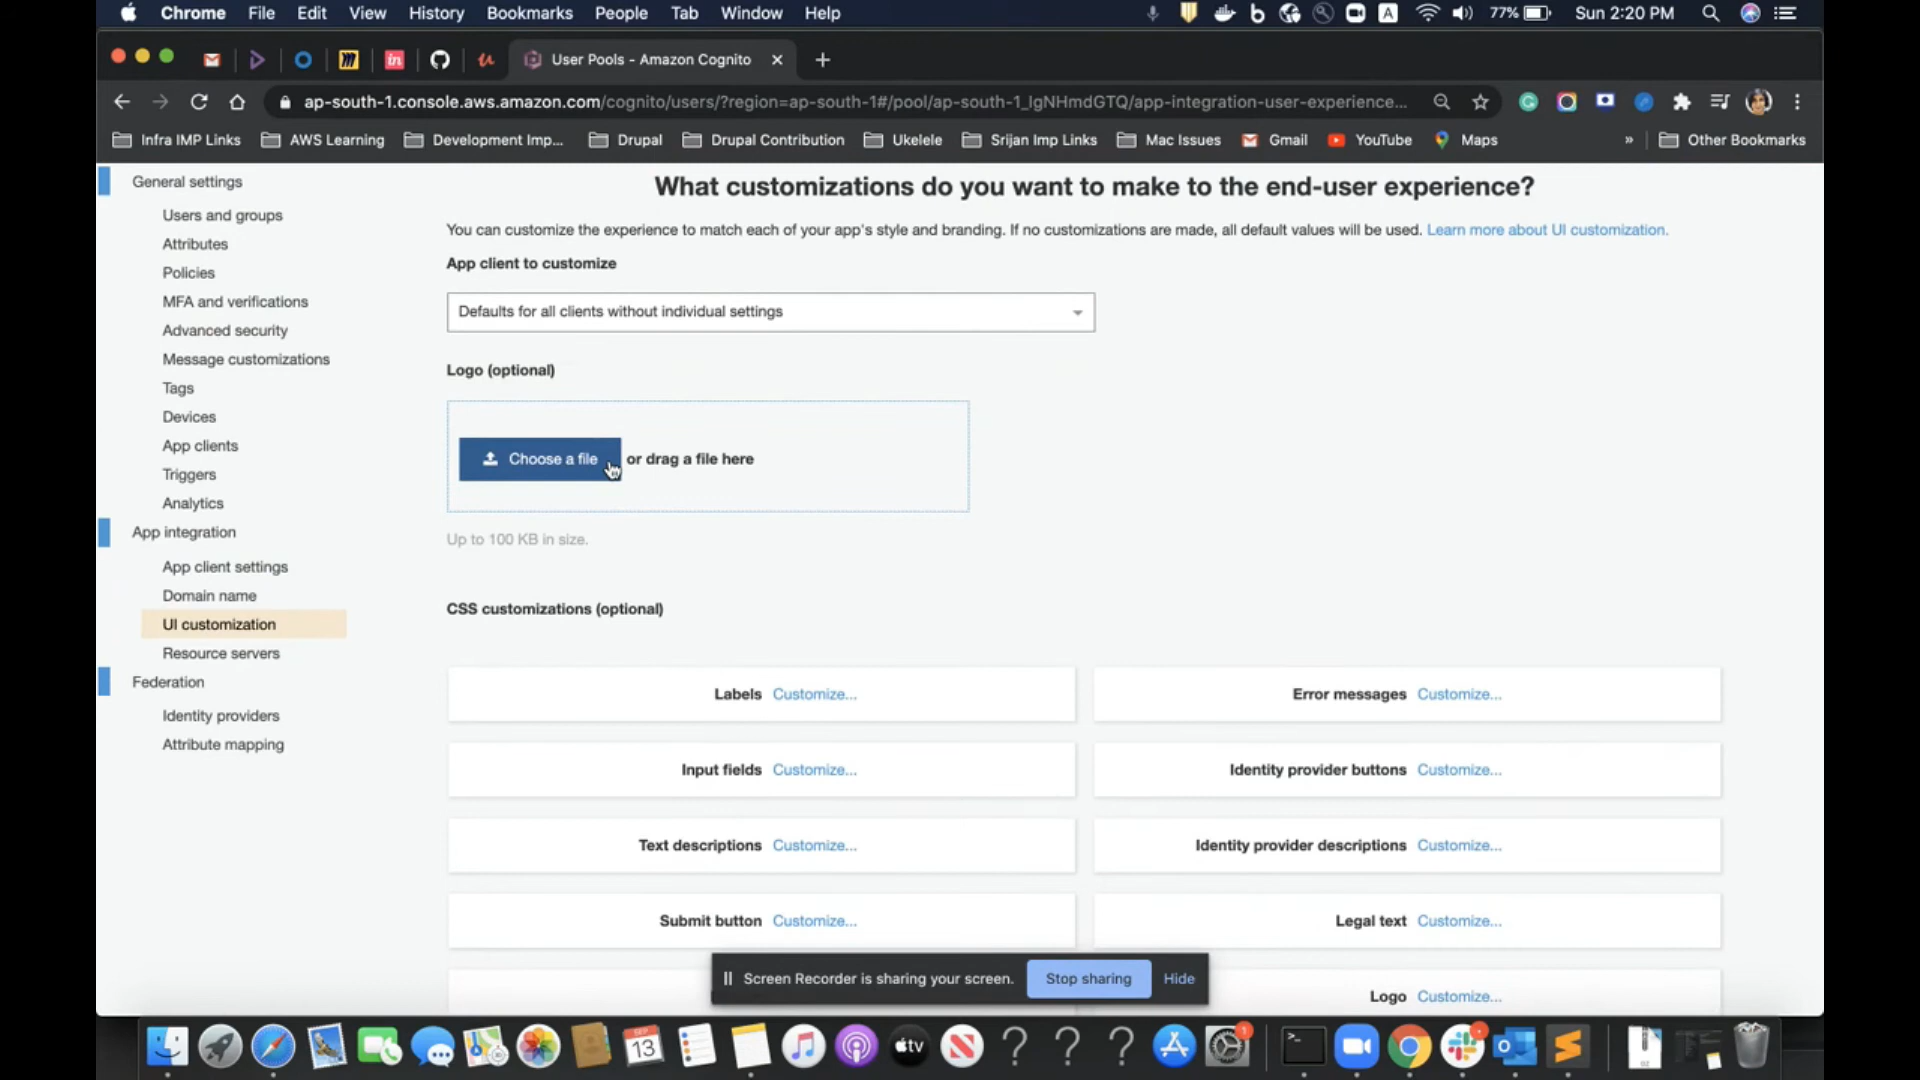 Chrome File Edit View History Bookmarks People Tab Window Help
A 77% Sun 2:20 PM
User Pools - Amazon Cognito
ap-south-1.console.aws.amazon.com/cognito/users/?region=ap-south-1#/pool/ap-south-1_lgNHmdGTQ/app-integration-user-experience...
Infra IMP Links AWS Learning Development Imp... Drupal Drupal Contribution Ukelele Srijan Imp Links Mac Issues Gmail YouTube Maps » Other Bookmarks
General settings
Users and groups
Attributes
Policies
MFA and verifications
Advanced security
Message customizations
Tags
Devices
App clients
Triggers
Analytics
App integration
App client settings
Domain name
UI customization
Resource servers
Federation
Identity providers
Attribute mapping
What customizations do you want to make to the end-user experience?
You can customize the experience to match each of your app's style and branding. If no customizations are made, all default values will be used. Learn more about UI customization.
App client to customize
Defaults for all clients without individual settings
Logo (optional)
Choose a file or drag a file here
Up to 100 KB in size.
CSS customizations (optional)
Labels Customize... Error messages Customize...
Input fields Customize... Identity provider buttons Customize...
Text descriptions Customize... Identity provider descriptions Customize...
Submit button Customize... Legal text Customize...
Logo Customize...
Screen Recorder is sharing your screen. Stop sharing Hide
SEP
13
tv